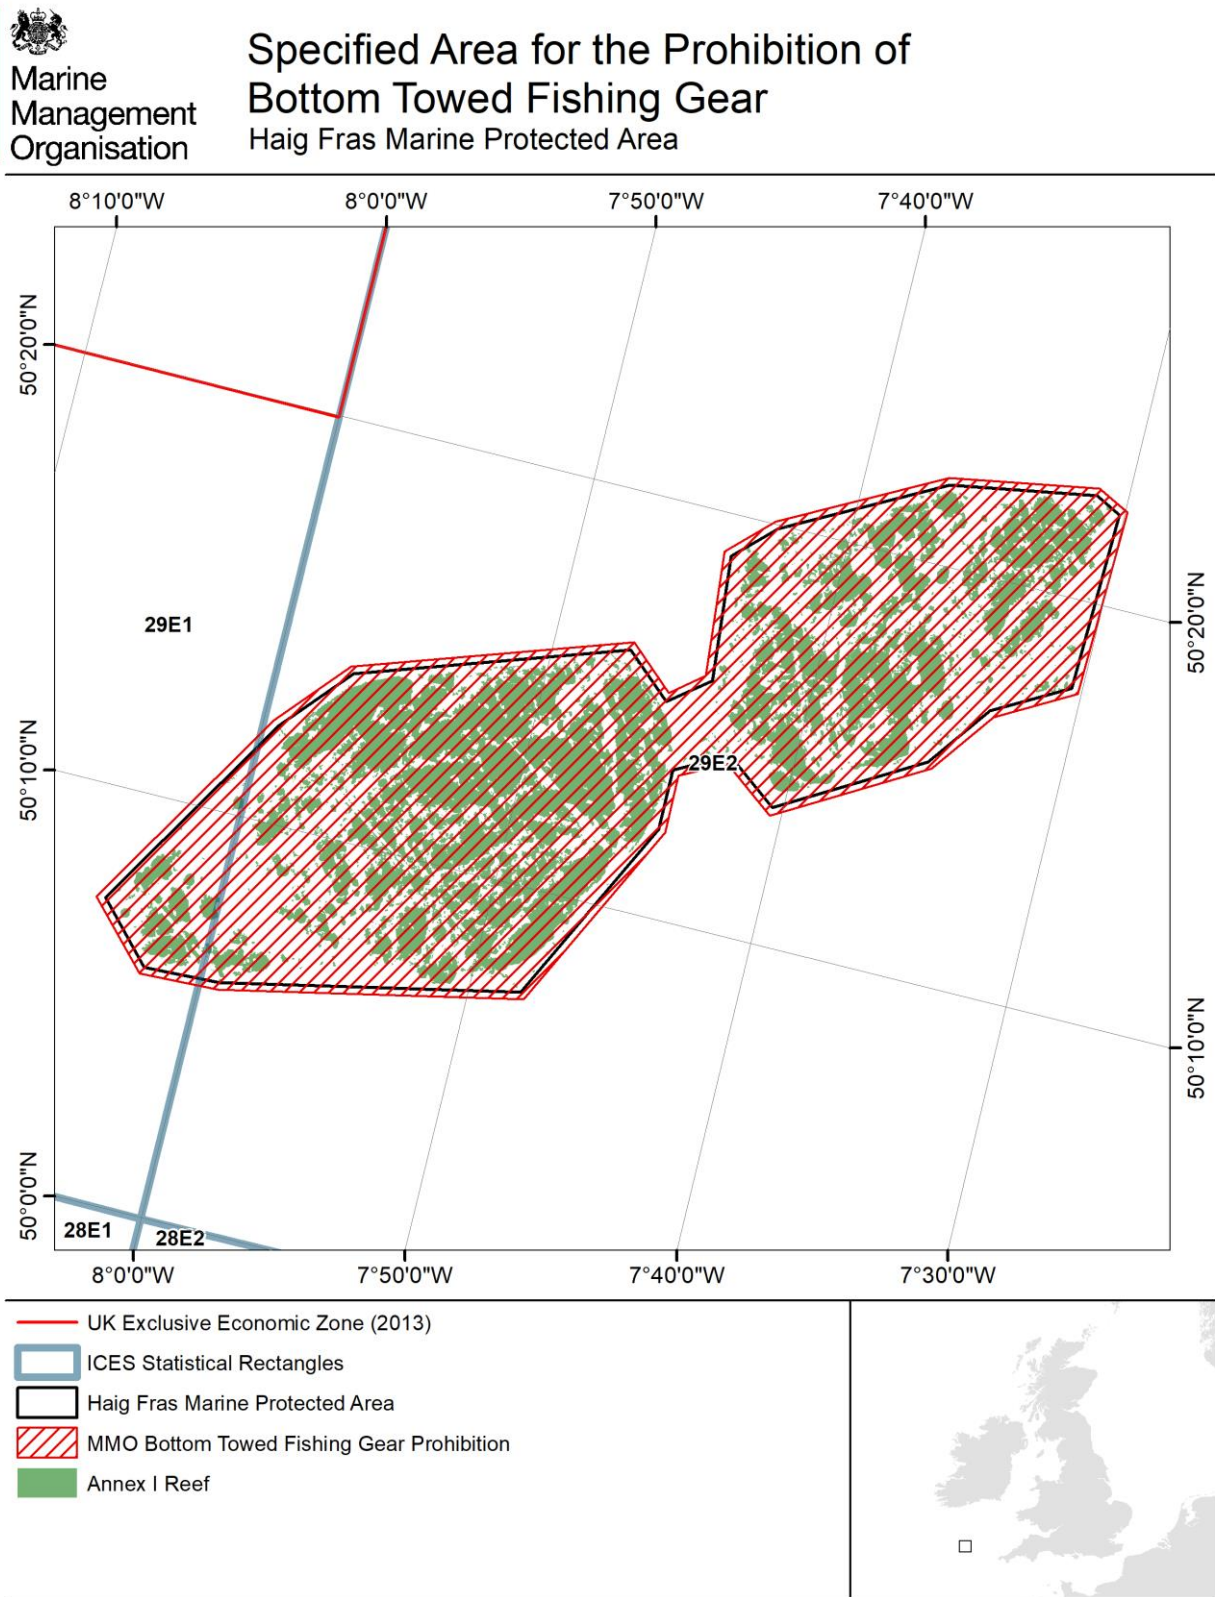 Marine
Management
Organisation
Specified Area for the Prohibition of
Bottom Towed Fishing Gear
Haig Fras Marine Protected Area
8°10'0"W
8°0'0"W
7°50'0"W
7°40'0"W
50°20'0"N
29E1
50°20'0"N
50°10'0"N
29E2
50°10'0"N
50°0'0"N
28E1
28E2
8°0'0"W
7°50'0"W
7°40'0"W
7°30'0"W
UK Exclusive Economic Zone (2013)
ICES Statistical Rectangles
Haig Fras Marine Protected Area
MMO Bottom Towed Fishing Gear Prohibition
Annex I Reef